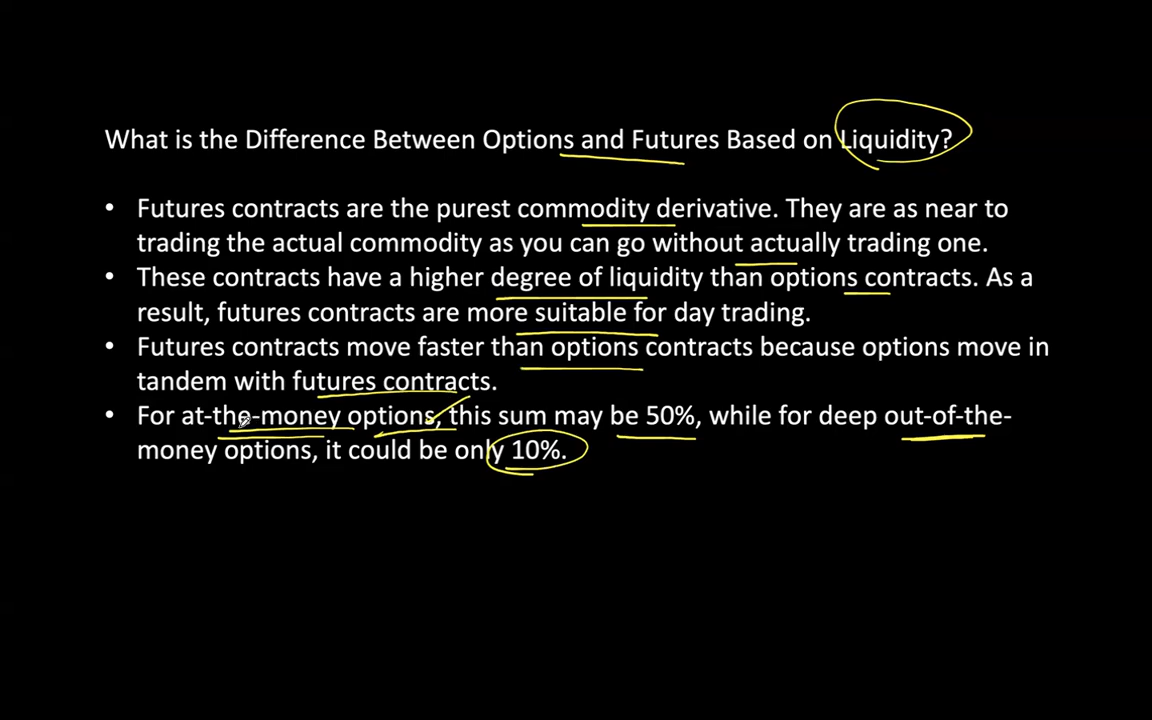 What is the Difference Between Options and Futures Based on Liquidity?
• Futures contracts are the purest commodity derivative. They are as near to
trading the actual commodity as you can go without actually trading one.
• These contracts have a higher degree of liquidity than options contracts. As a
result, futures contracts are more suitable for day trading.
• Futures contracts move faster than options contracts because options move in
tandem with futures contracts.
• For at-the-money options, this sum may be 50%, while for deep out-of-the-
money options, it could be only 10%.